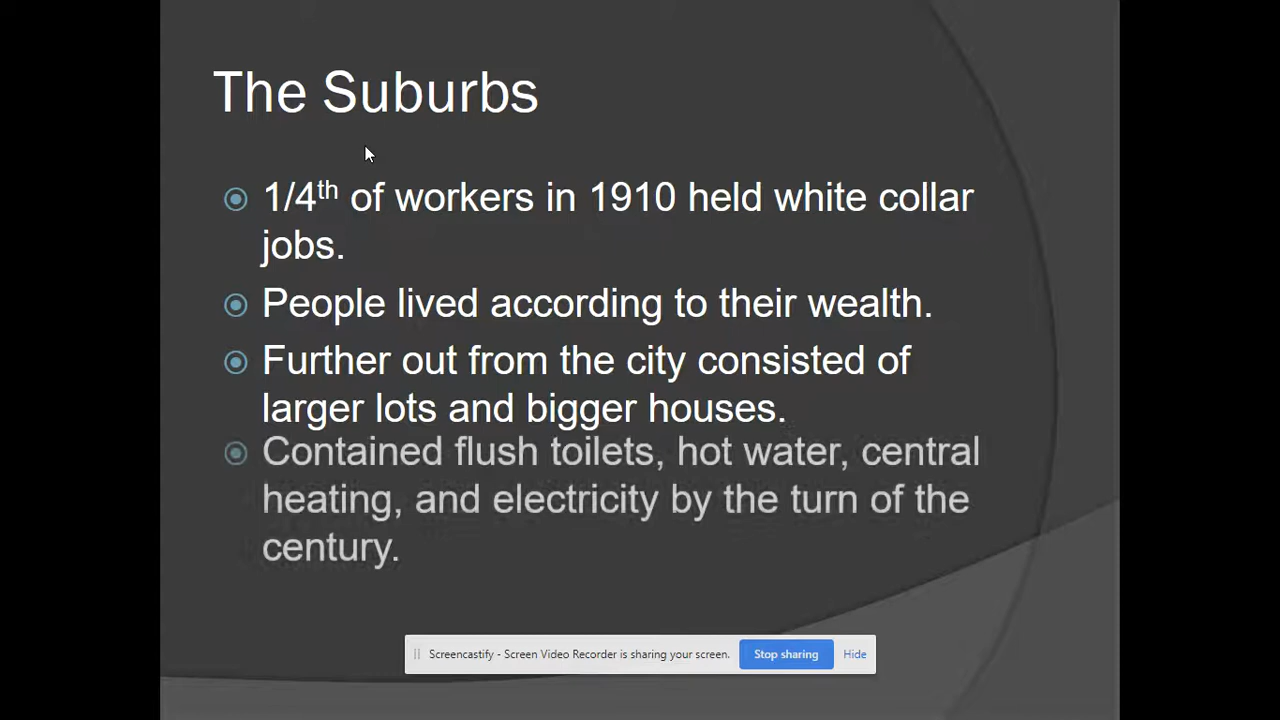 The Suburbs
1/4th of workers in 1910 held white collar
jobs.
People lived according to their wealth.
Further out from the city consisted of
larger lots and bigger houses.
Contained flush toilets, hot water, central
heating, and electricity by the turn of the
century.
Screencastify - Screen Video Recorder is sharing your screen. Stop sharing Hide